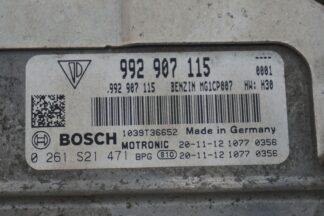 992 907 115 0001
.992 907 115 BENZIN MG1CP007 HW: H30
BOSCH 1039T36652 Made in Germany
MOTRONIC 20-11-12 1077 0356
0 261 S21 471 BPG 810 20-11-12 1077 0356